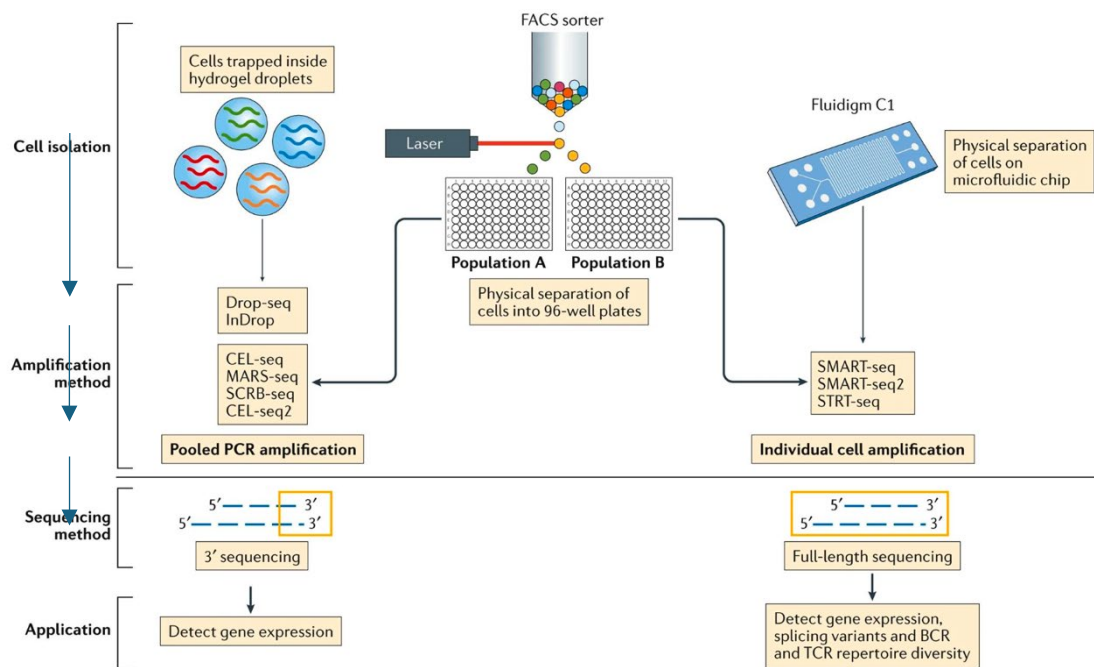 FACS sorter
Cells trapped inside
hydrogel droplets
Fluidigm C1
Cell isolation
Laser
Physical separation
of cells on
microfluidic chip
Population A
Population B
Physical separation of
cells into 96-well plates
Drop-seq
InDrop
Amplification
method
CEL-seq
MARS-seq
SCRB-seq
CEL-seq2
SMART-seq
SMART-seq2
STRT-seq
Pooled PCR amplification
Individual cell amplification
Sequencing
method
5′ 3′
5′ 3′
3′ sequencing
5′ 3′
5′ 3′
Full-length sequencing
Application
Detect gene expression
Detect gene expression,
splicing variants and BCR
and TCR repertoire diversity